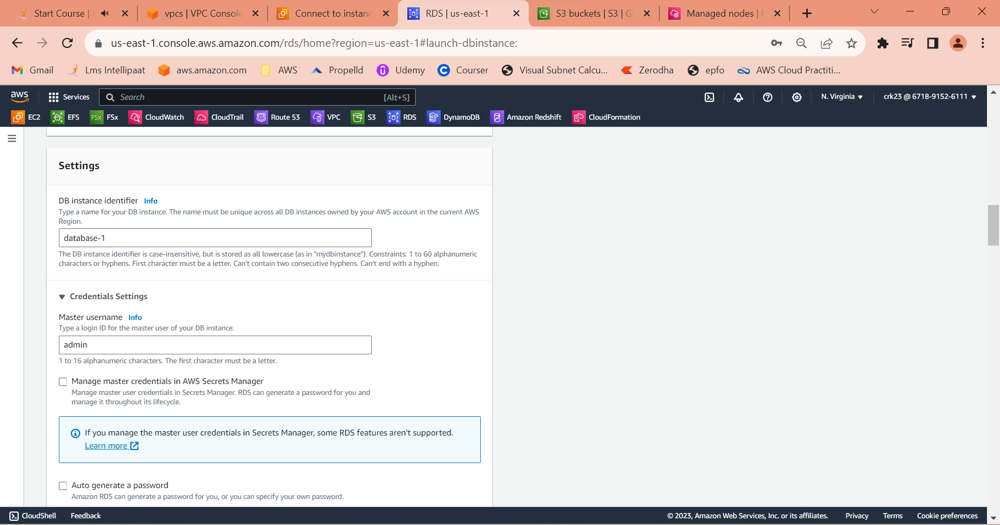 Start Course |
vpcs | VPC Console
Connect to instanc
RDS | us-east-1
S3 buckets | S3 | Gl
Managed nodes |
us-east-1.console.aws.amazon.com/rds/home?region=us-east-1#launch-dbinstance:
Gmail
Lms Intellipaat
aws.amazon.com
AWS
Propelld
Udemy
Courser
Visual Subnet Calcu...
Zerodha
epfo
AWS Cloud Practiti...
aws
Services
Search
[Alt+S]
N. Virginia
crk23 @ 6718-9152-6111
EC2
EFS
FSx
FSx
CloudWatch
CloudTrail
Route 53
VPC
S3
RDS
DynamoDB
Amazon Redshift
CloudFormation
Settings
DB instance identifier Info
Type a name for your DB instance. The name must be unique across all DB instances owned by your AWS account in the current AWS
Region.
database-1
The DB instance identifier is case-insensitive, but is stored as all lowercase (as in "mydbinstance"). Constraints: 1 to 60 alphanumeric
characters or hyphens. First character must be a letter. Can't contain two consecutive hyphens. Can't end with a hyphen.
Credentials Settings
Master username Info
Type a login ID for the master user of your DB instance.
admin
1 to 16 alphanumeric characters. The first character must be a letter.
Manage master credentials in AWS Secrets Manager
Manage master user credentials in Secrets Manager. RDS can generate a password for you and
manage it throughout its lifecycle.
If you manage the master user credentials in Secrets Manager, some RDS features aren't supported.
Learn more
Auto generate a password
Amazon RDS can generate a password for you, or you can specify your own password.
CloudShell
Feedback
© 2023, Amazon Web Services, Inc. or its affiliates.
Privacy
Terms
Cookie preferences